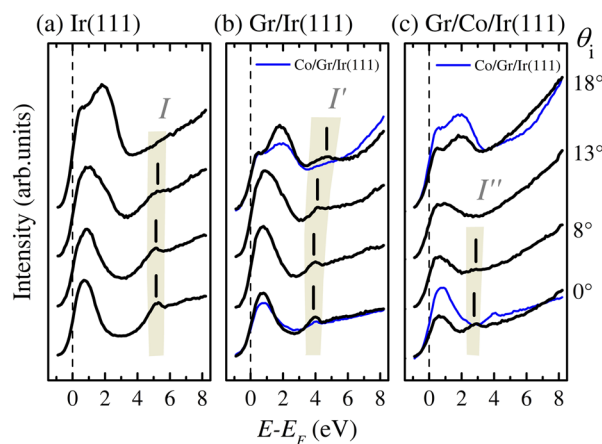 (a) Ir(111)
(b) Gr/Ir(111)
(c) Gr/Co/Ir(111)
θi
Co/Gr/Ir(111)
Co/Gr/Ir(111)
I
I'
I''
18°
13°
8°
0°
Intensity (arb.units)
0 2 4 6 8
0 2 4 6 8
0 2 4 6 8
E-EF (eV)